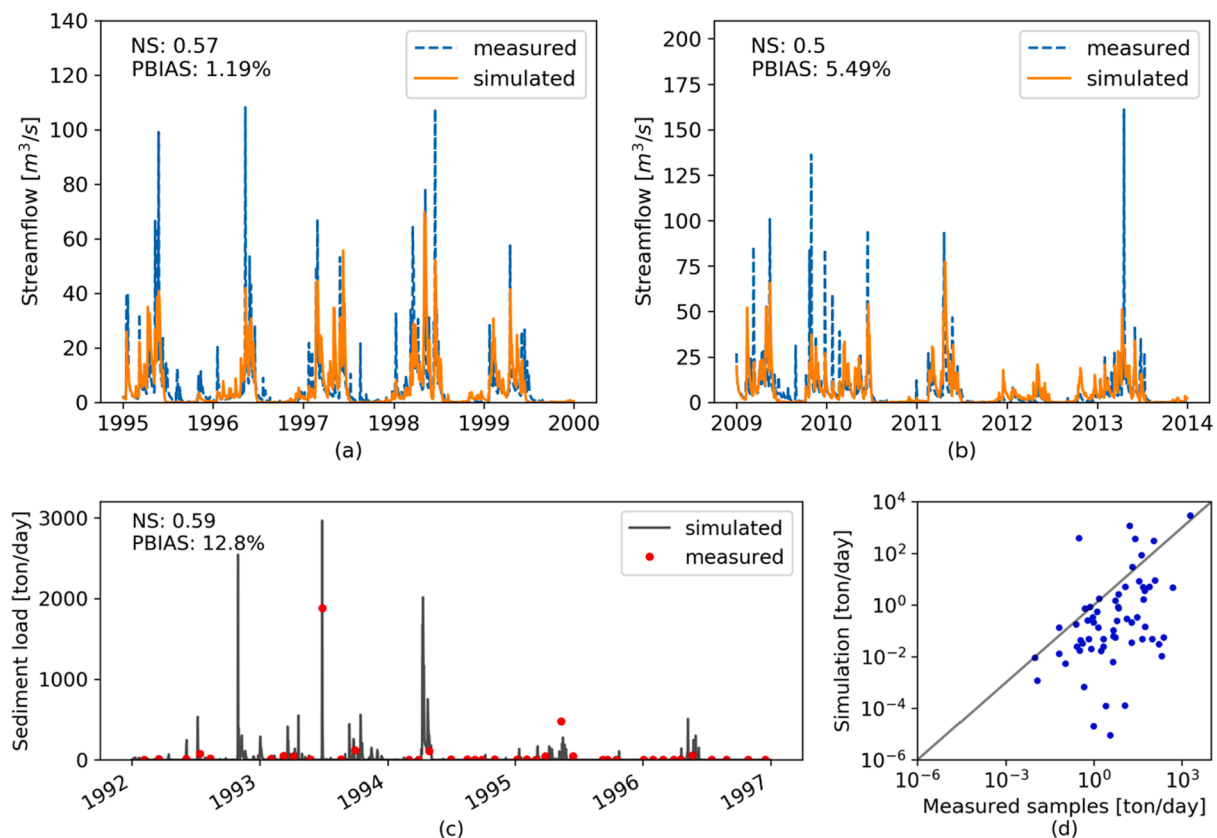 NS: 0.57
PBIAS: 1.19%
measured
simulated
140
120
100
80
60
40
20
0
Streamflow [m³/s]
1995 1996 1997 1998 1999 2000
(a)
NS: 0.5
PBIAS: 5.49%
measured
simulated
200
175
150
125
100
75
50
25
0
Streamflow [m³/s]
2009 2010 2011 2012 2013 2014
(b)
NS: 0.59
PBIAS: 12.8%
simulated
measured
3000
2000
1000
0
Sediment load [ton/day]
1992 1993 1994 1995 1996 1997
(c)
10⁴
10²
10⁰
10⁻²
10⁻⁴
10⁻⁶
Simulation [ton/day]
10⁻⁶ 10⁻³ 10⁰ 10³
Measured samples [ton/day]
(d)